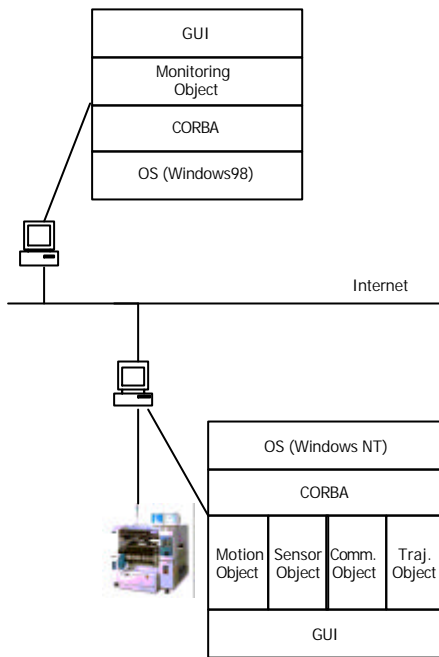 GUI
Monitoring
Object
CORBA
OS (Windows98)
Internet
OS (Windows NT)
CORBA
Motion
Object
Sensor
Object
Comm.
Object
Traj.
Object
GUI